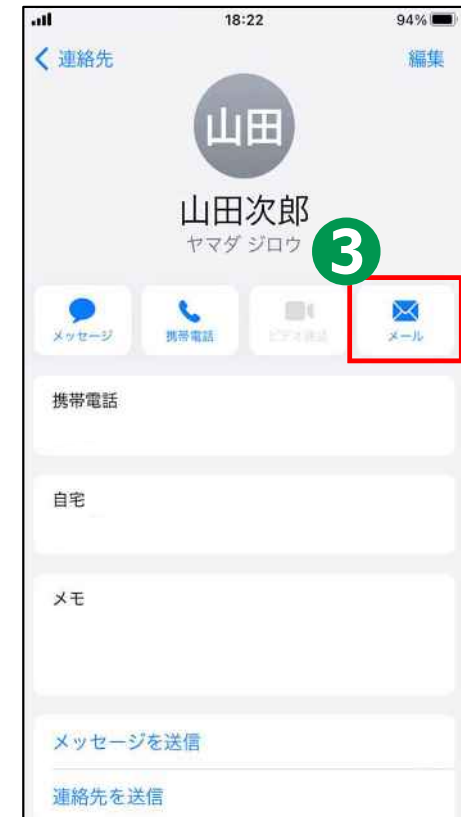 18:22
94%
連絡先
編集
山田
山田次郎
ヤマダ ジロウ
3
メッセージ
携帯電話
メール
携帯電話
自宅
メモ
メッセージを送信
連絡先を送信